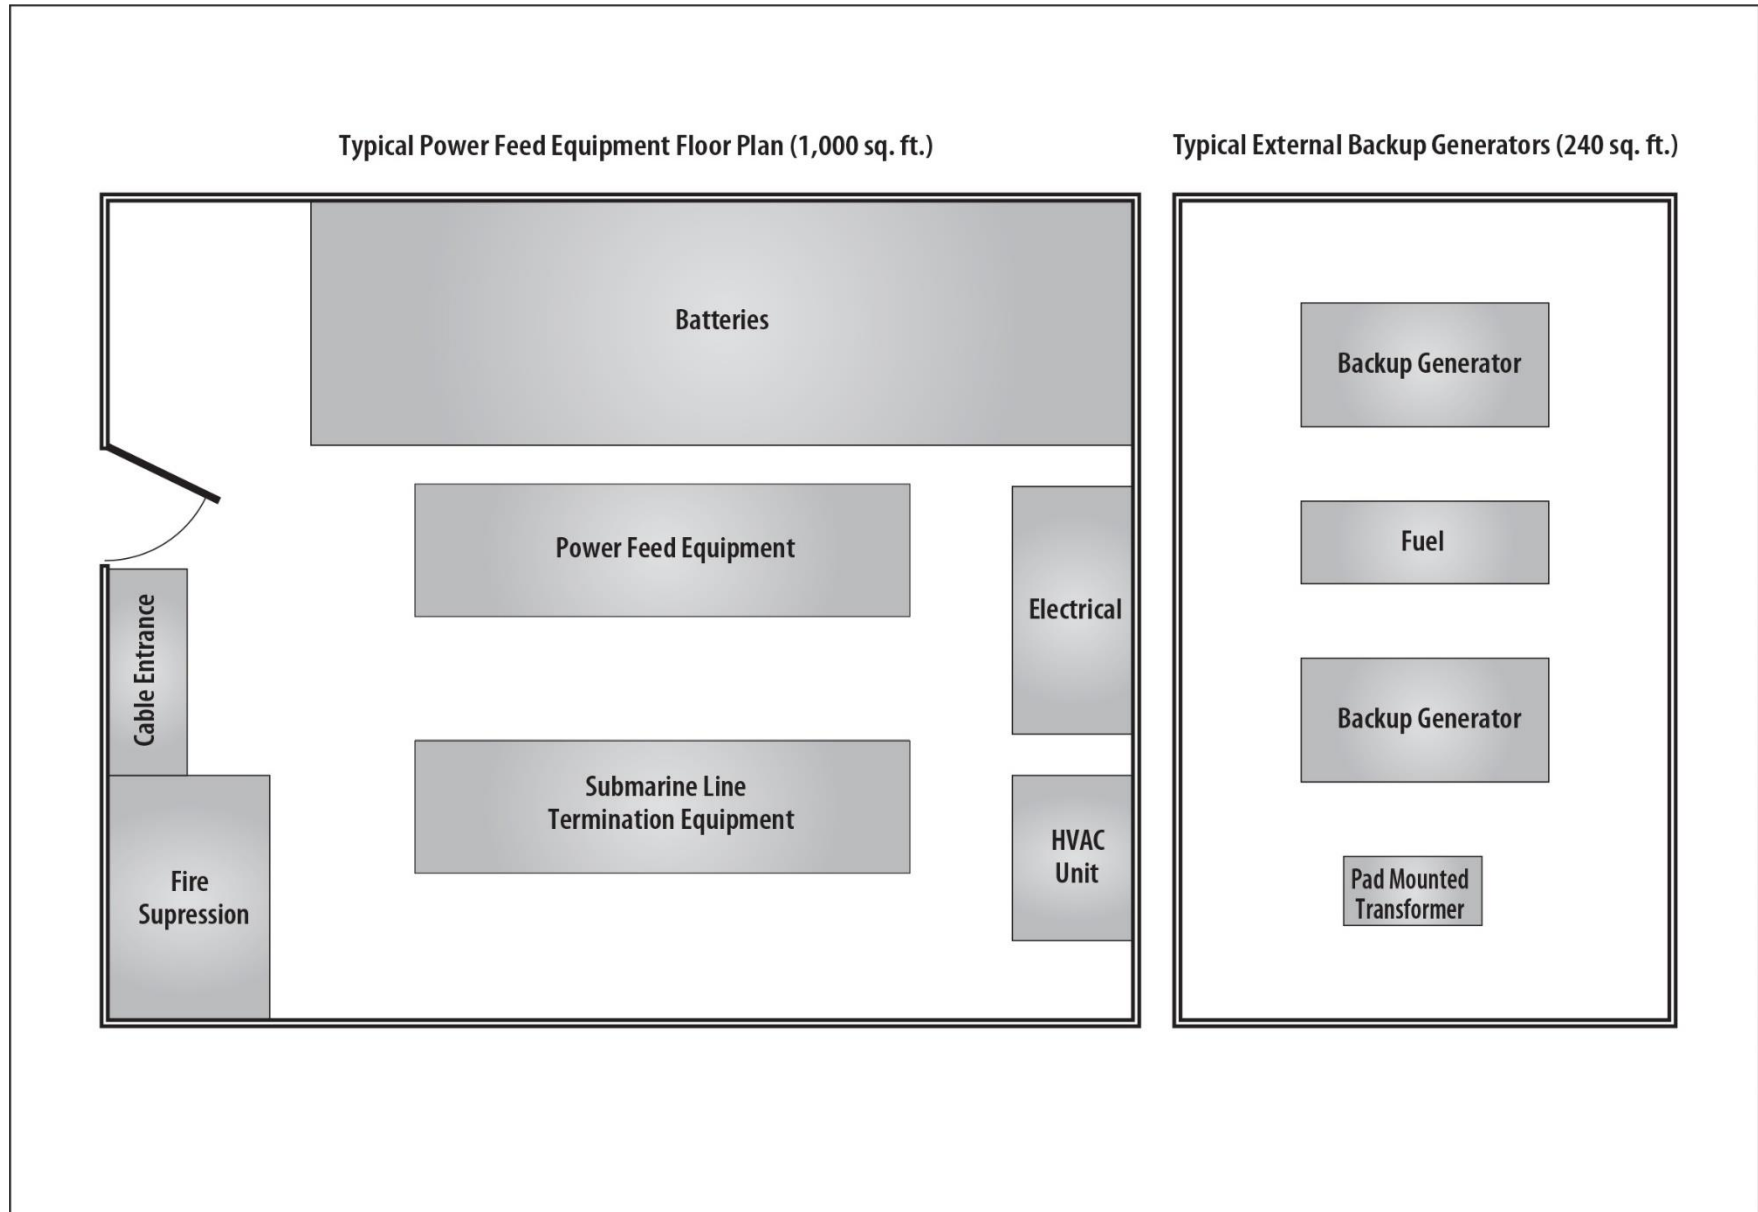 Typical Power Feed Equipment Floor Plan (1,000 sq. ft.)
Batteries
Power Feed Equipment
Electrical
Cable Entrance
Submarine Line
Termination Equipment
HVAC
Unit
Fire
Supression
Typical External Backup Generators (240 sq. ft.)
Backup Generator
Fuel
Backup Generator
Pad Mounted
Transformer